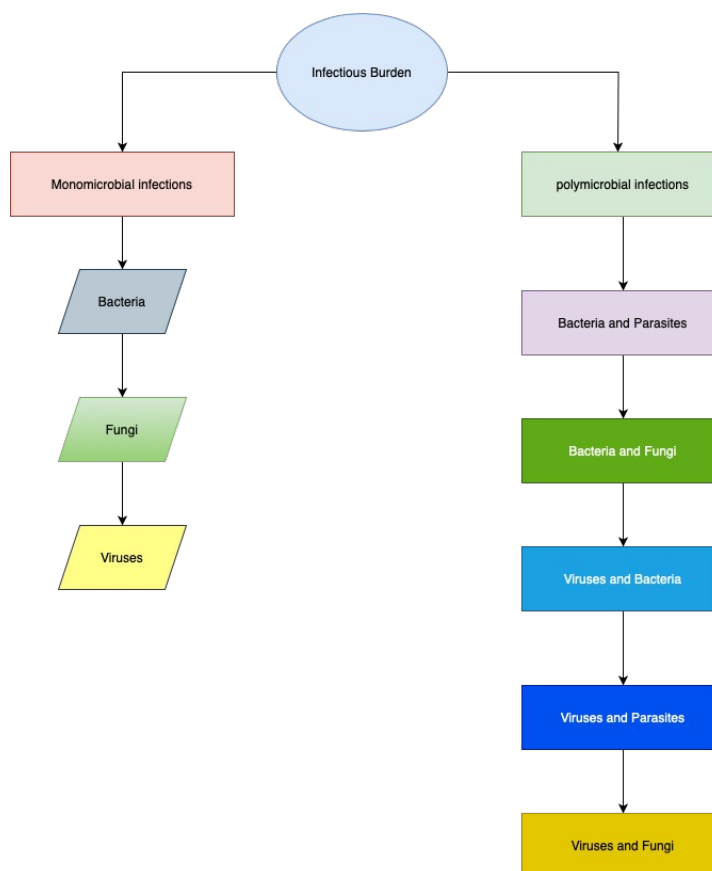 Infectious Burden
Monomicrobial infections
polymicrobial infections
Bacteria
Bacteria and Parasites
Fungi
Bacteria and Fungi
Viruses
Viruses and Bacteria
Viruses and Parasites
Viruses and Fungi